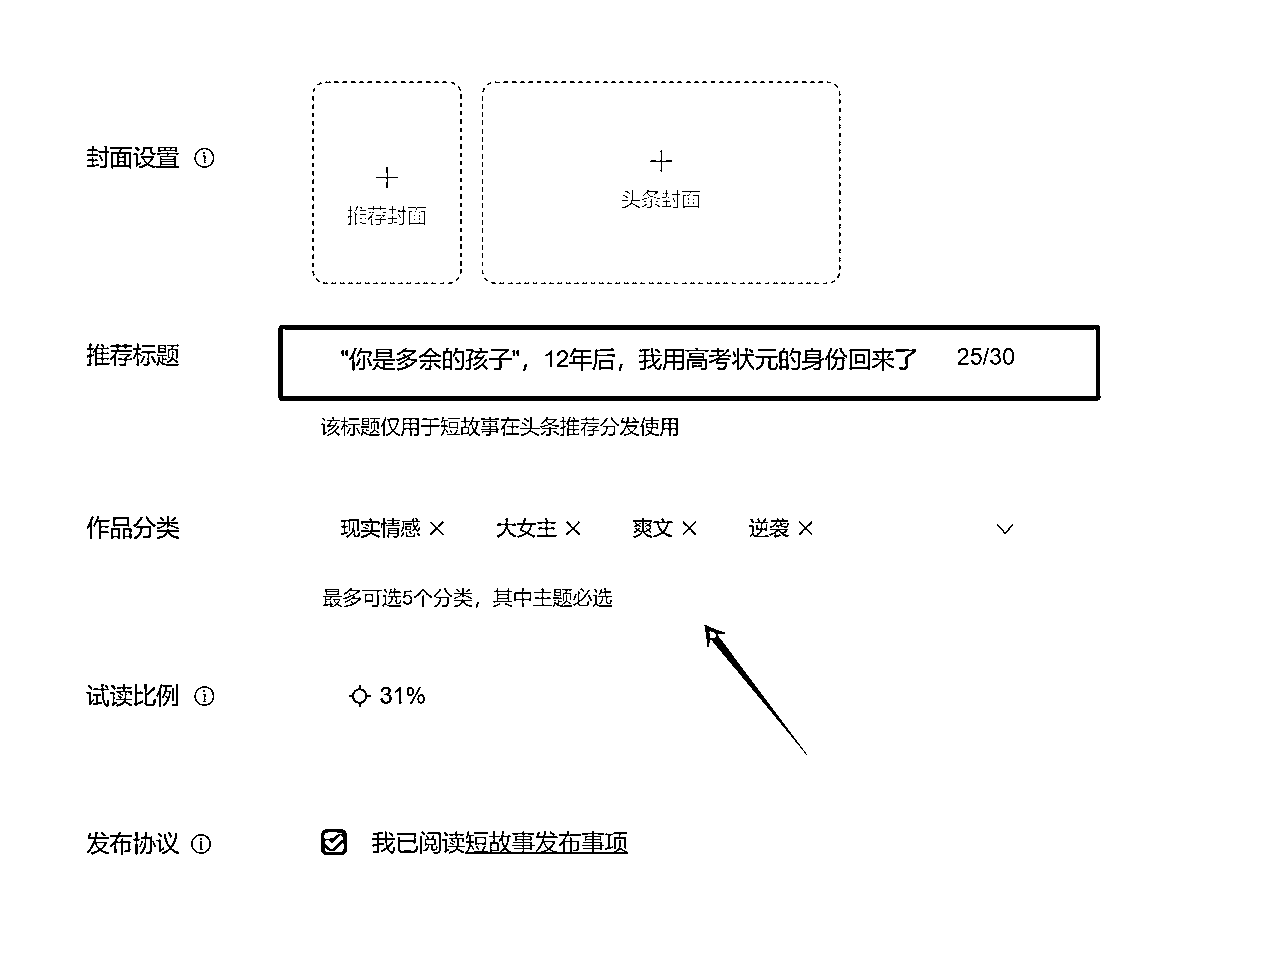 封面设置
推荐封面
头条封面
推荐标题
"你是多余的孩子"，12年后，我用高考状元的身份回来了 25/30
该标题仅用于短故事在头条推荐分发使用
作品分类 现实情感 × 大女主 × 爽文 × 逆袭 ×
最多可选5个分类，其中主题必选
试读比例 31%
发布协议 我已阅读短故事发布事项